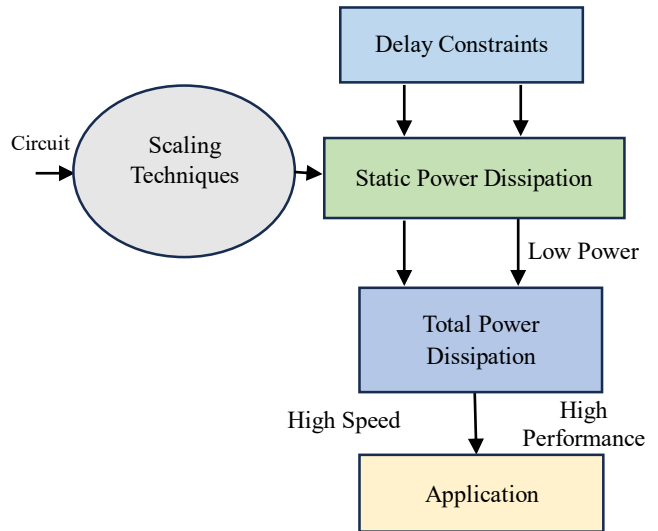 Delay Constraints
Circuit
Scaling
Techniques
Static Power Dissipation
Low Power
Total Power
Dissipation
High Speed
High
Performance
Application